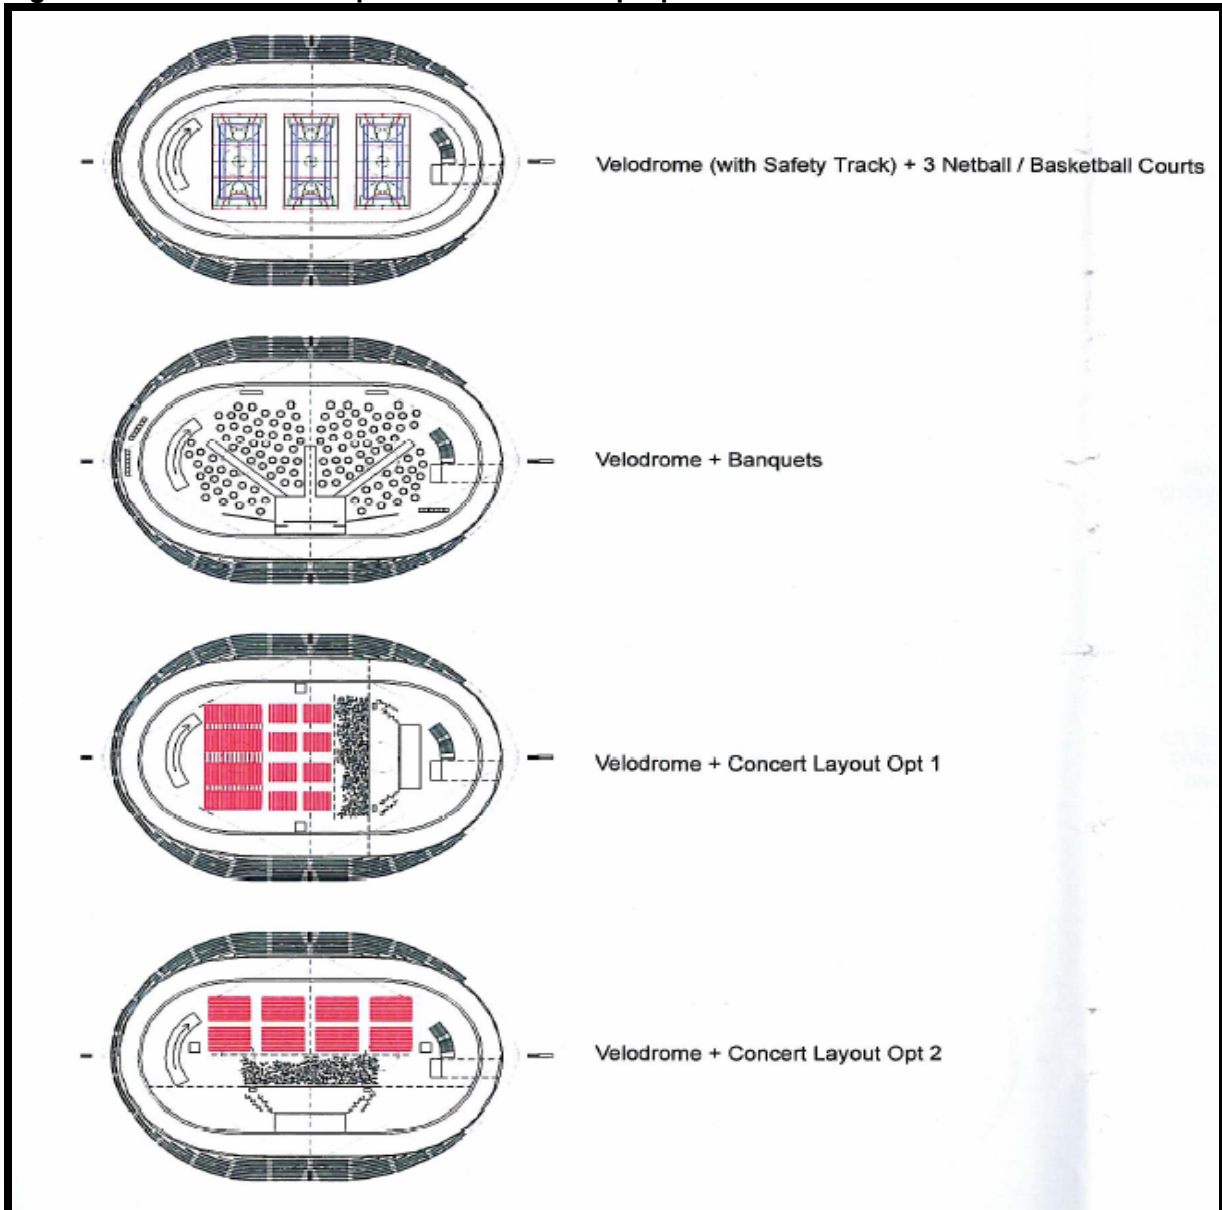 Velodrome (with Safety Track) + 3 Netball / Basketball Courts
Velodrome + Banquets
Velodrome + Concert Layout Opt 1
Velodrome + Concert Layout Opt 2